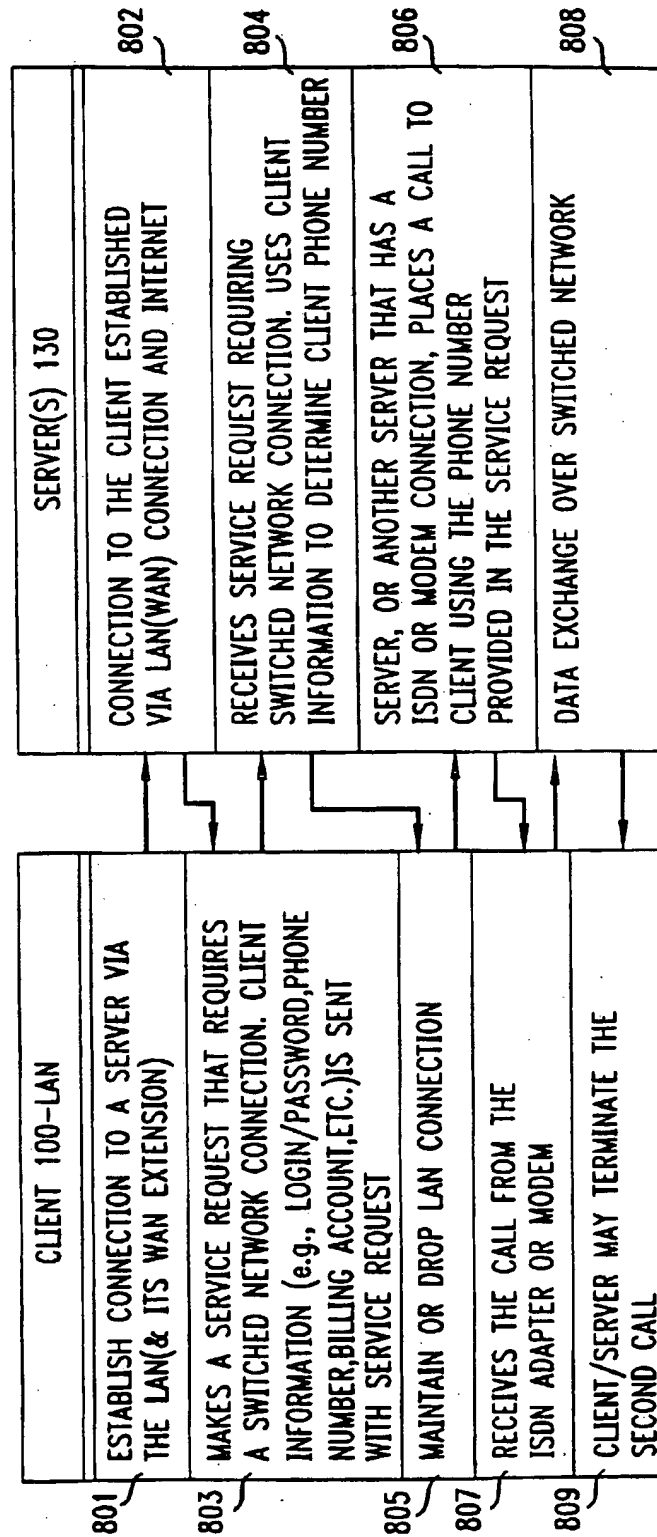 CLIENT 100-LAN
801
ESTABLISH CONNECTION TO A SERVER VIA
THE LAN(& ITS WAN EXTENSION)
803
MAKES A SERVICE REQUEST THAT REQUIRES
A SWITCHED NETWORK CONNECTION. CLIENT
INFORMATION (e.g., LOGIN/PASSWORD,PHONE
NUMBER,BILLING ACCOUNT,ETC.)IS SENT
WITH SERVICE REQUEST
805
MAINTAIN OR DROP LAN CONNECTION
807
RECEIVES THE CALL FROM THE
ISDN ADAPTER OR MODEM
809
CLIENT/SERVER MAY TERMINATE THE
SECOND CALL
SERVER(S) 130
CONNECTION TO THE CLIENT ESTABLISHED
VIA LAN(WAN) CONNECTION AND INTERNET
802
RECEIVES SERVICE REQUEST REQUIRING
SWITCHED NETWORK CONNECTION. USES CLIENT
INFORMATION TO DETERMINE CLIENT PHONE NUMBER
804
SERVER, OR ANOTHER SERVER THAT HAS A
ISDN OR MODEM CONNECTION, PLACES A CALL TO
CLIENT USING THE PHONE NUMBER
PROVIDED IN THE SERVICE REQUEST
806
DATA EXCHANGE OVER SWITCHED NETWORK
808